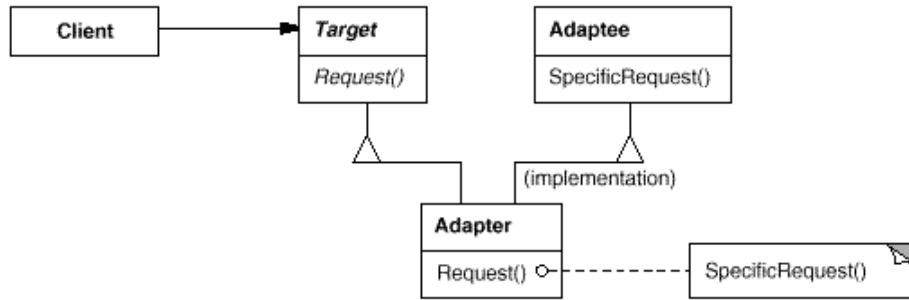 Client
Target
Adaptee
Request()
SpecificRequest()
(implementation)
Adapter
Request()
SpecificRequest()